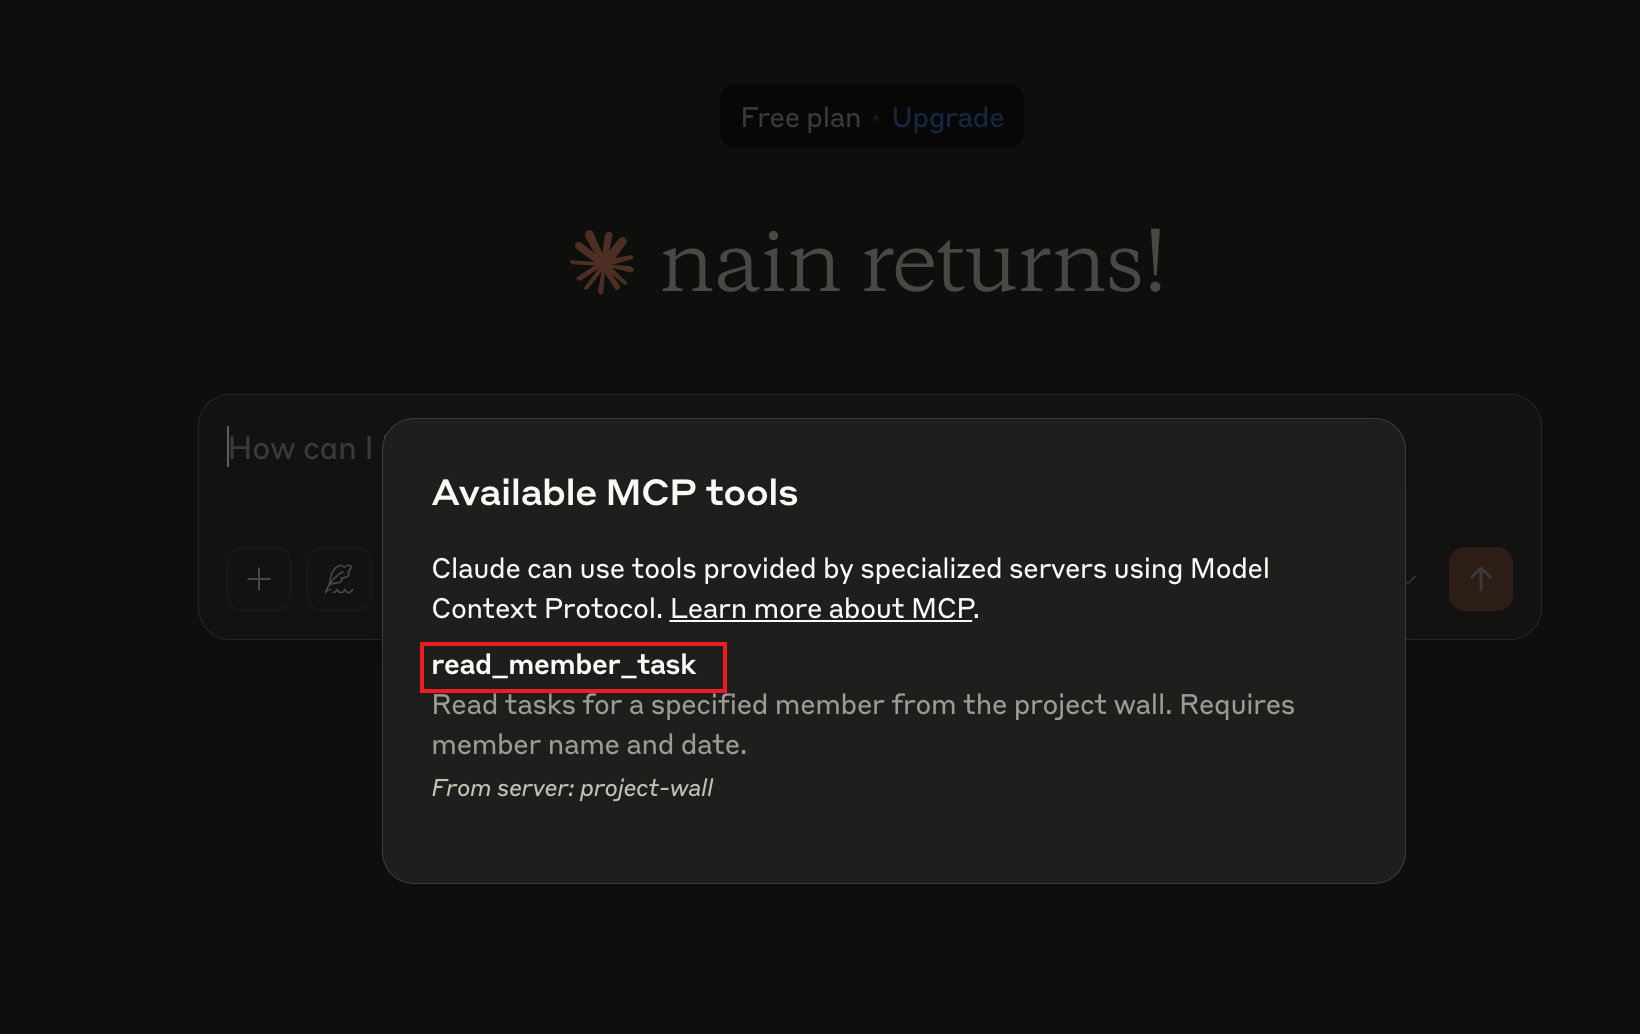 Free plan • Upgrade
nain returns!
How can I
Available MCP tools
Claude can use tools provided by specialized servers using Model
Context Protocol. Learn more about MCP.
read_member_task
Read tasks for a specified member from the project wall. Requires
member name and date.
From server: project-wall